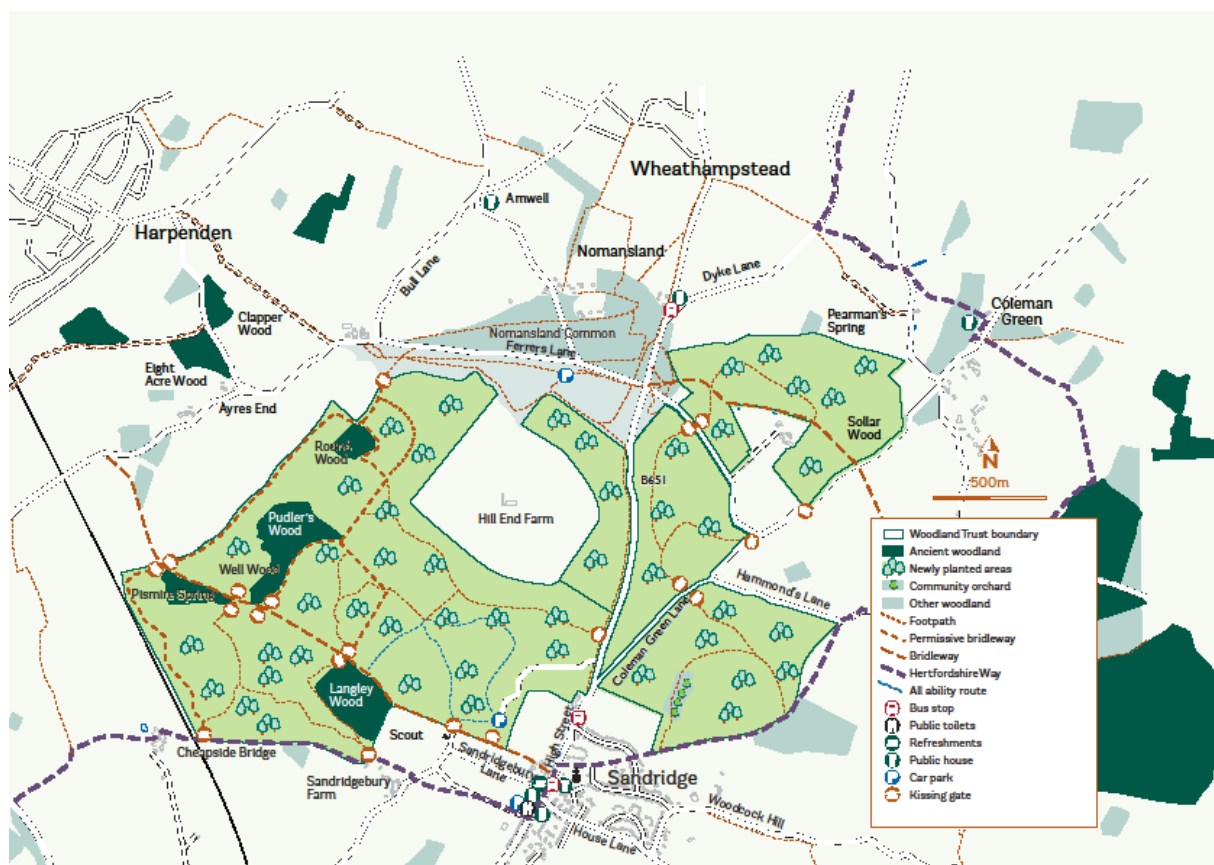 Wheathampstead
Amwell
Harpenden
Nomansland
Bull Lane
Dyke Lane
Clapper
Wood
Pearman's
Spring
Coleman
Green
Nomansland Common
Ferrers Lane
Eight
Acre Wood
Ayres End
Sollar
Wood
Round
Wood
N
500m
B651
Hill End Farm
Pudler's
Wood
Well Wood
Pismire Spring
Hammond's Lane
Coleman Green Lane
Langley
Wood
Scout
High Street
Cheapside Bridge
Sandridgebury
Lane
Sandridgebury
Farm
Sandridge
Woodcock Hill
House Lane
Woodland Trust boundary
Ancient woodland
Newly planted areas
Community orchard
Other woodland
Footpath
Permissive bridleway
Bridleway
Hertfordshire Way
All ability route
Bus stop
Public toilets
Refreshments
Public house
P Car park
Kissing gate